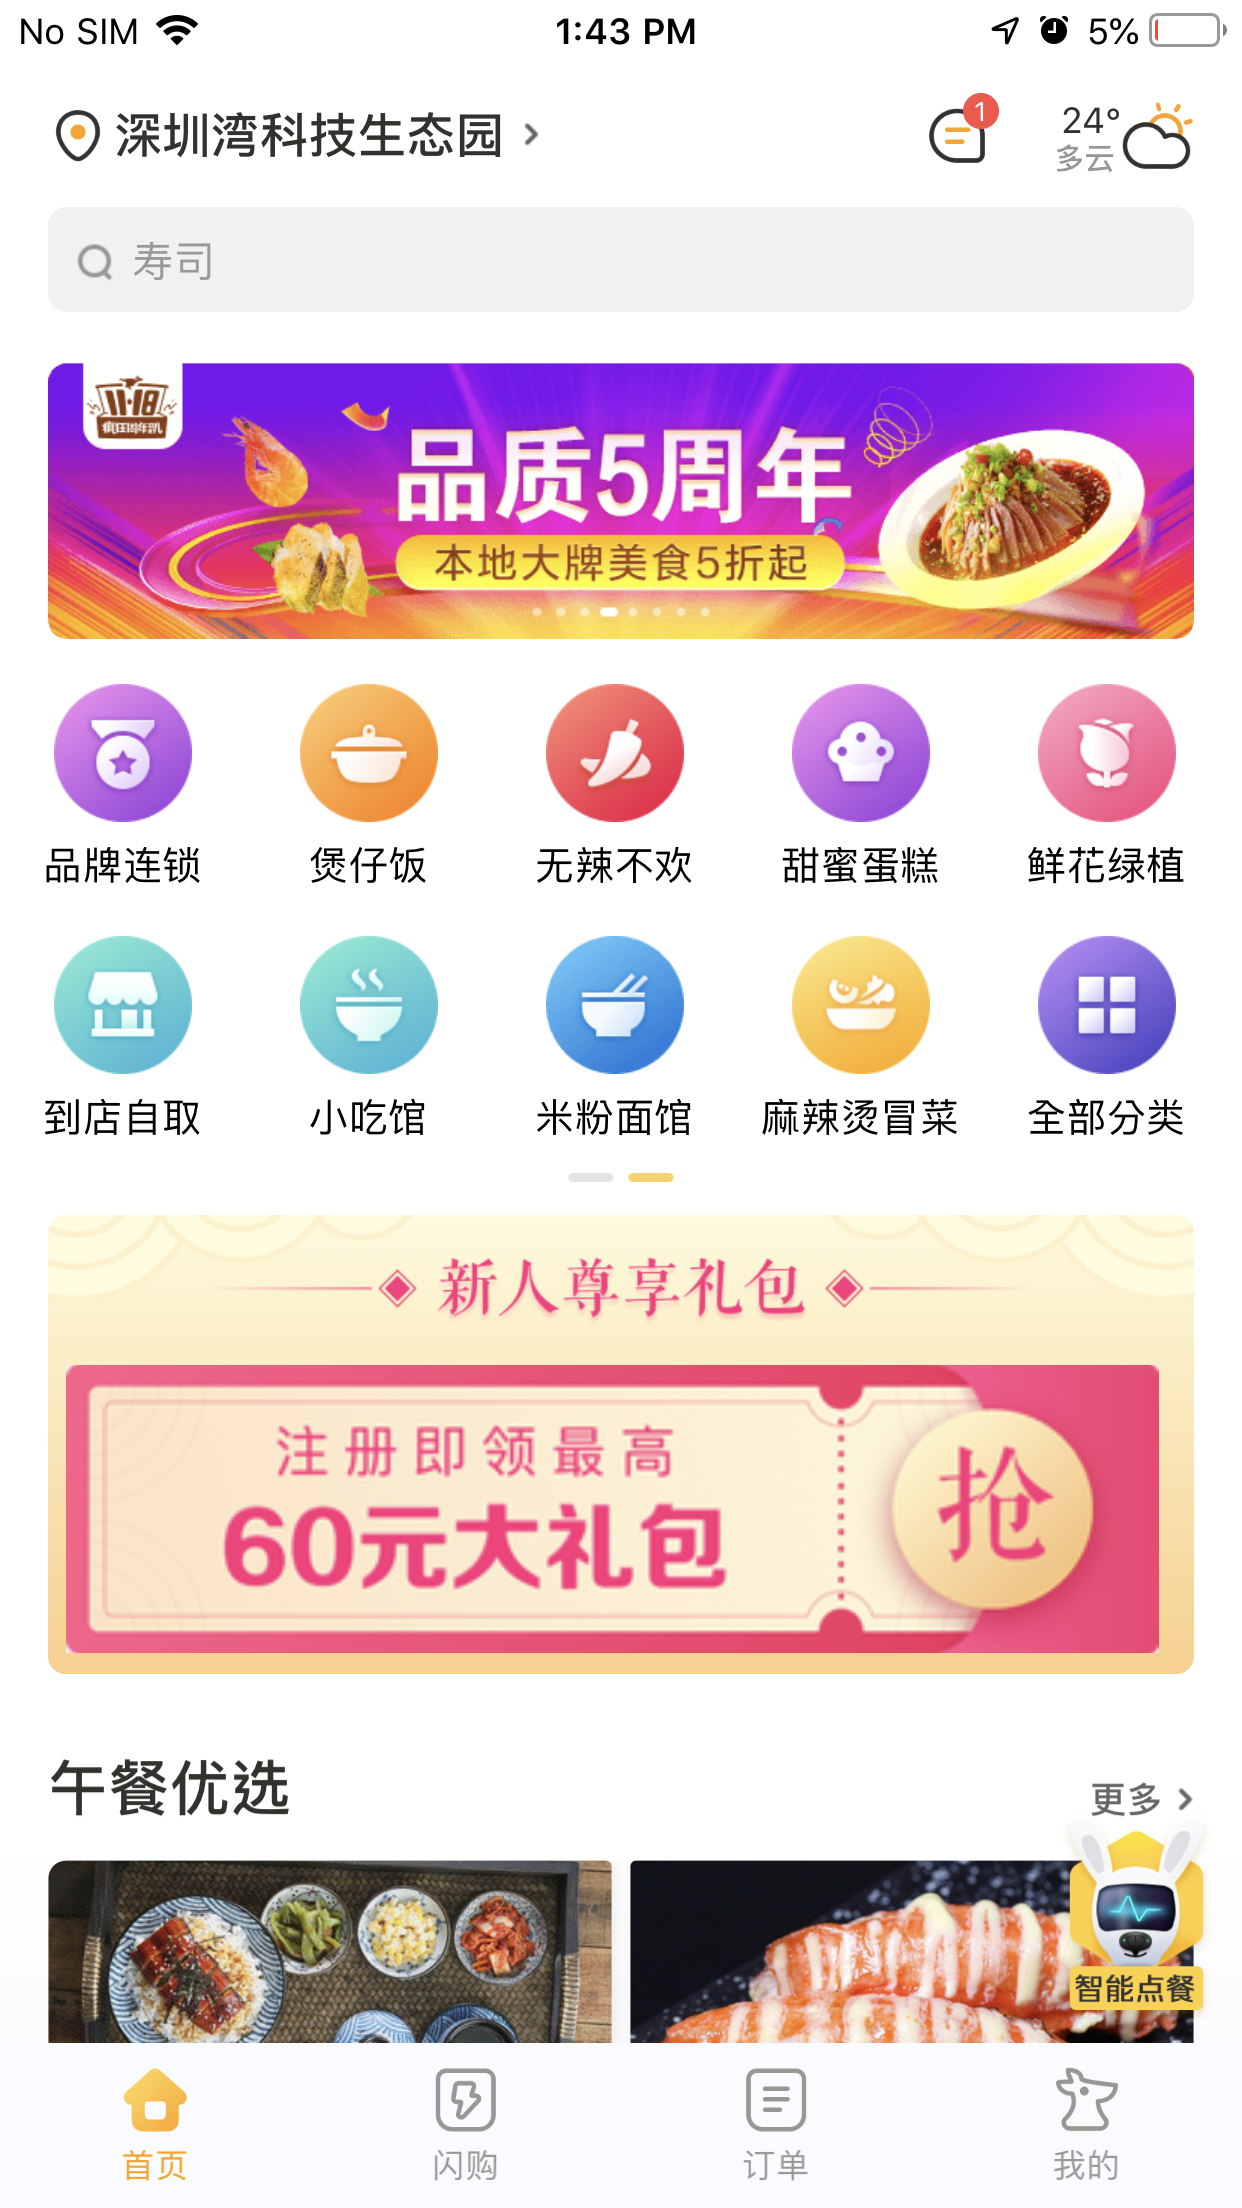 No SIM 1:43 PM 5%
深圳湾科技生态园
1
24°
多云
寿司
11·18
疯狂周年趴
品质5周年
本地大牌美食5折起
品牌连锁 煲仔饭 无辣不欢 甜蜜蛋糕 鲜花绿植
到店自取 小吃馆 米粉面馆 麻辣烫冒菜 全部分类
新人尊享礼包
注册即领最高
60元大礼包
抢
午餐优选
更多
智能点餐
首页 闪购 订单 我的